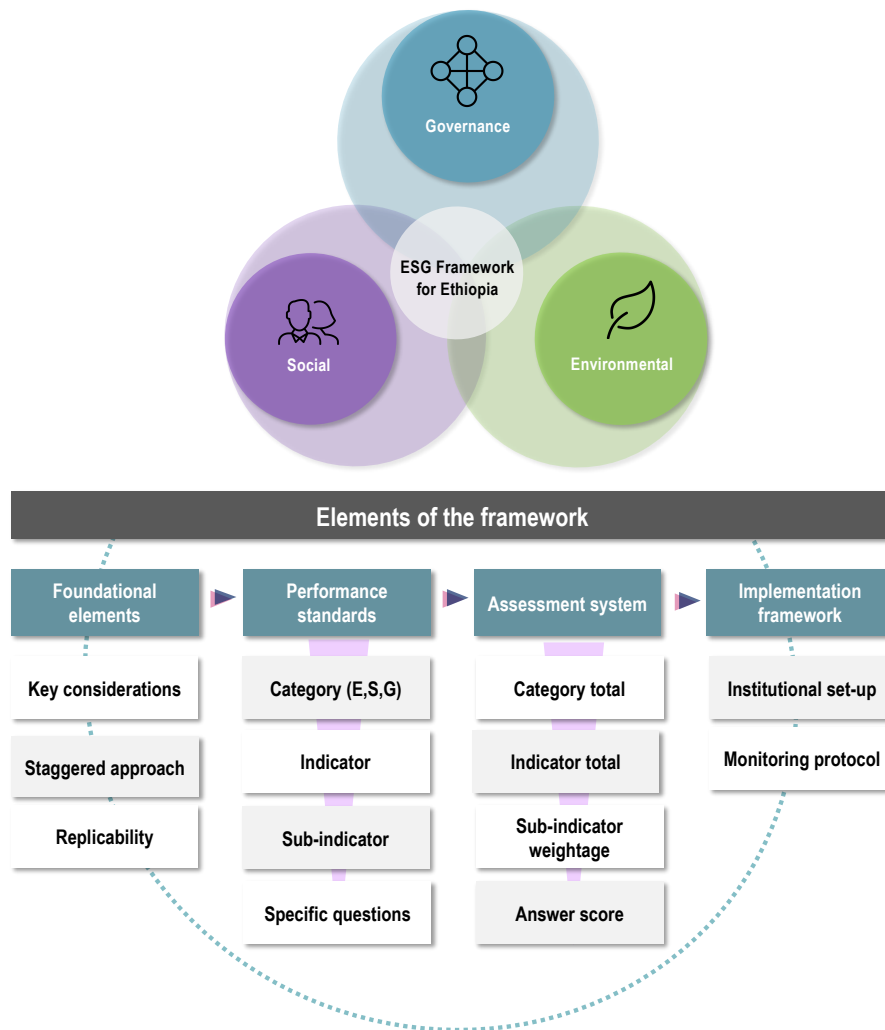 Governance
ESG Framework
for Ethiopia
Social
Environmental
Elements of the framework
Foundational
elements
Key considerations
Staggered approach
Replicability
Performance
standards
Category (E,S,G)
Indicator
Sub-indicator
Specific questions
Assessment system
Category total
Indicator total
Sub-indicator
weightage
Answer score
Implementation
framework
Institutional set-up
Monitoring protocol